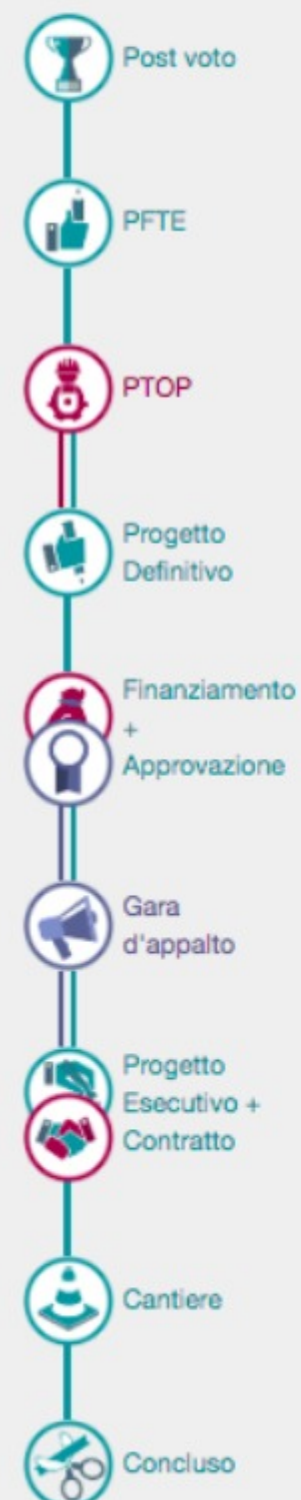 Post voto
PFTE
PTOP
Progetto
Definitivo
Finanziamento
+
Approvazione
Gara
d'appalto
Progetto
Esecutivo +
Contratto
Cantiere
Concluso